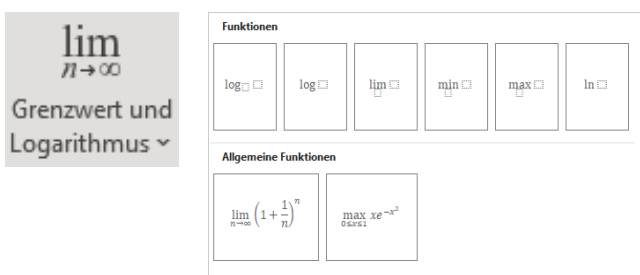 lim
n→∞
Grenzwert und
Logarithmus
Funktionen
log□ □
log □
lim □
□
min □
□
max □
□
ln □
Allgemeine Funktionen
lim (1 + 1/n)^n
n→∞
max xe^−x²
0≤x≤1